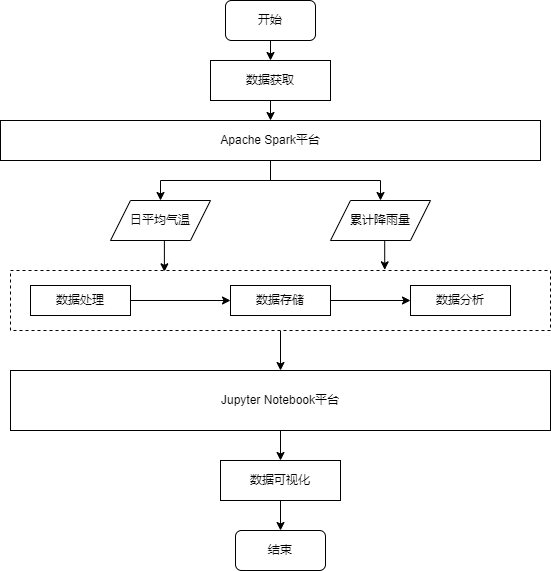 开始
数据获取
Apache Spark平台
日平均气温
累计降雨量
数据处理
数据存储
数据分析
Jupyter Notebook平台
数据可视化
结束